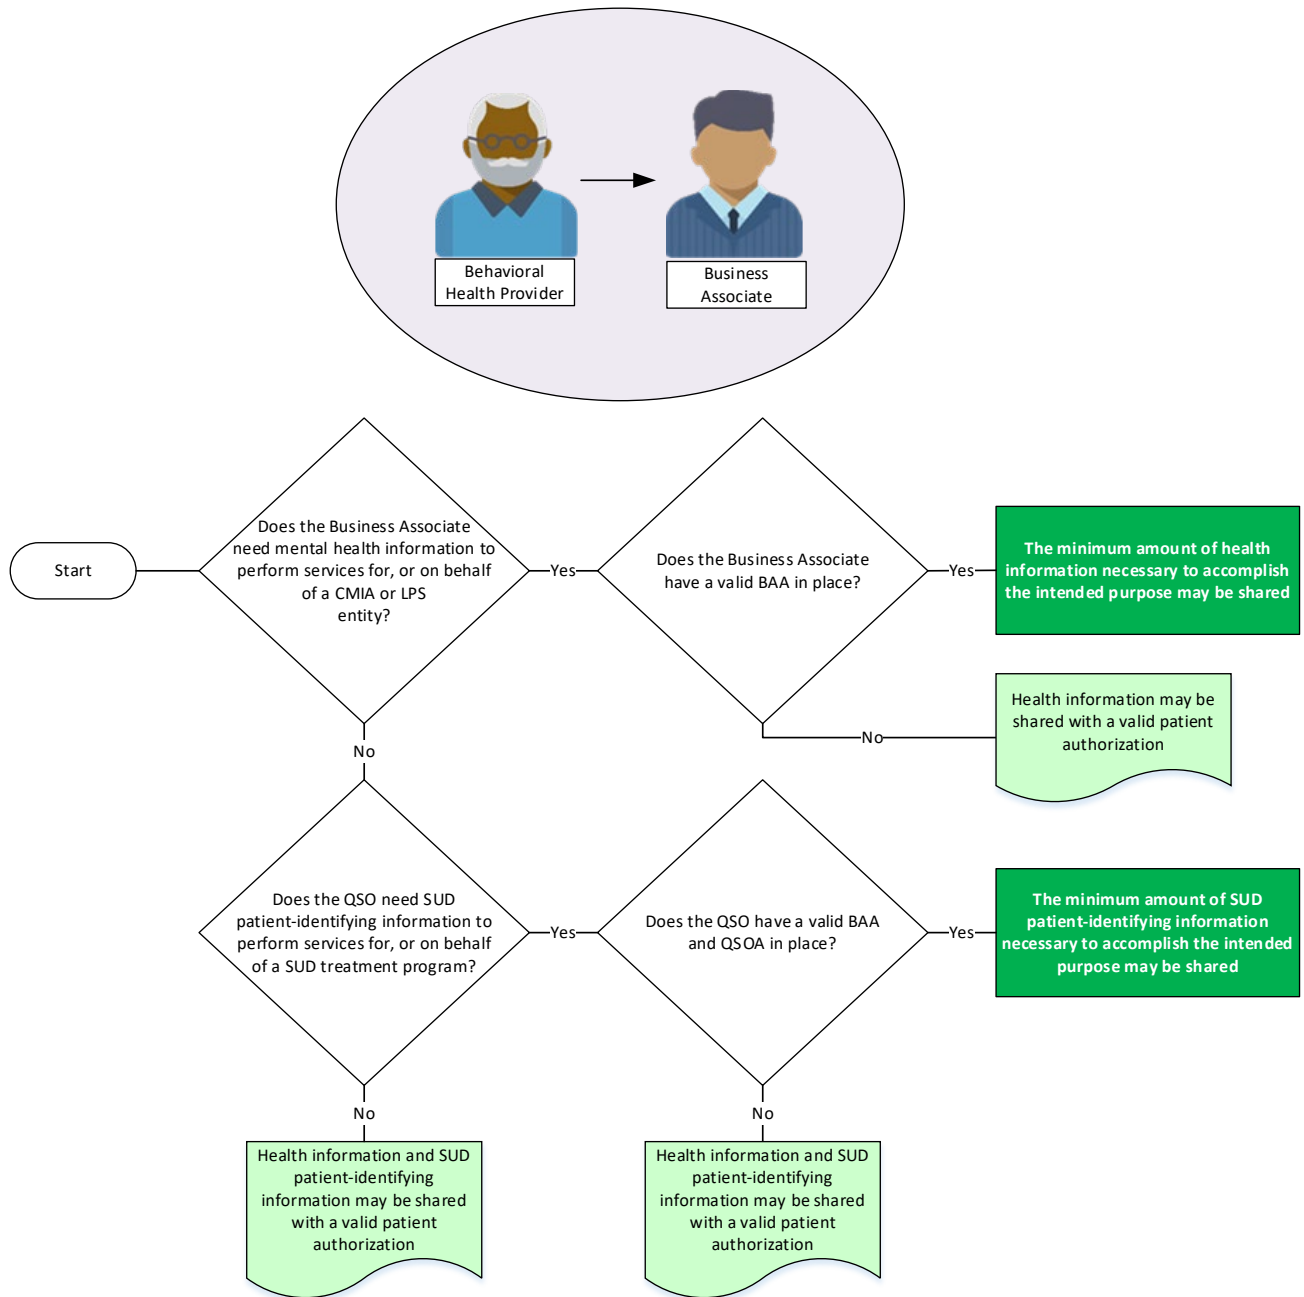 Behavioral
Health Provider
Business
Associate
Start
Does the Business Associate
need mental health information to
perform services for, or on behalf
of a CMIA or LPS
entity?
Yes
Does the Business Associate
have a valid BAA in place?
Yes
The minimum amount of health
information necessary to accomplish
the intended purpose may be shared
No
Health information may be
shared with a valid patient
authorization
No
Does the QSO need SUD
patient-identifying information to
perform services for, or on behalf
of a SUD treatment program?
Yes
Does the QSO have a valid BAA
and QSOA in place?
Yes
The minimum amount of SUD
patient-identifying information
necessary to accomplish the intended
purpose may be shared
No
Health information and SUD
patient-identifying
information may be shared
with a valid patient
authorization
No
Health information and SUD
patient-identifying
information may be shared
with a valid patient
authorization